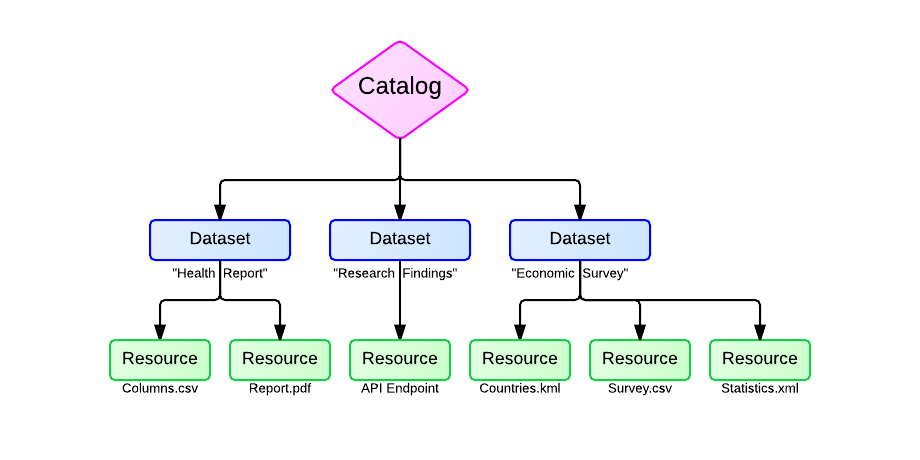 Catalog
Dataset
Dataset
Dataset
"Health Report"
"Research Findings"
"Economic Survey"
Resource
Resource
Resource
Resource
Resource
Resource
Columns.csv
Report.pdf
API Endpoint
Countries.kml
Survey.csv
Statistics.xml